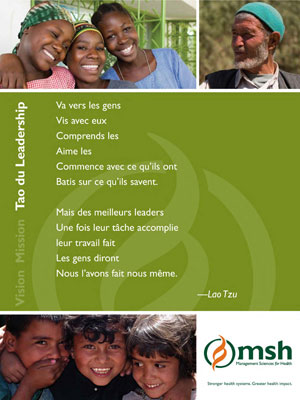 Vision Mission Tao du Leadership
Va vers les gens
Vis avec eux
Comprends les
Aime les
Commence avec ce qu'ils ont
Batis sur ce qu'ils savent.
Mais des meilleurs leaders
Une fois leur tâche accomplie
leur travail fait
Les gens diront
Nous l'avons fait nous même.
—Lao Tzu
msh
Management Sciences for Health
Stronger health systems. Greater health impact.